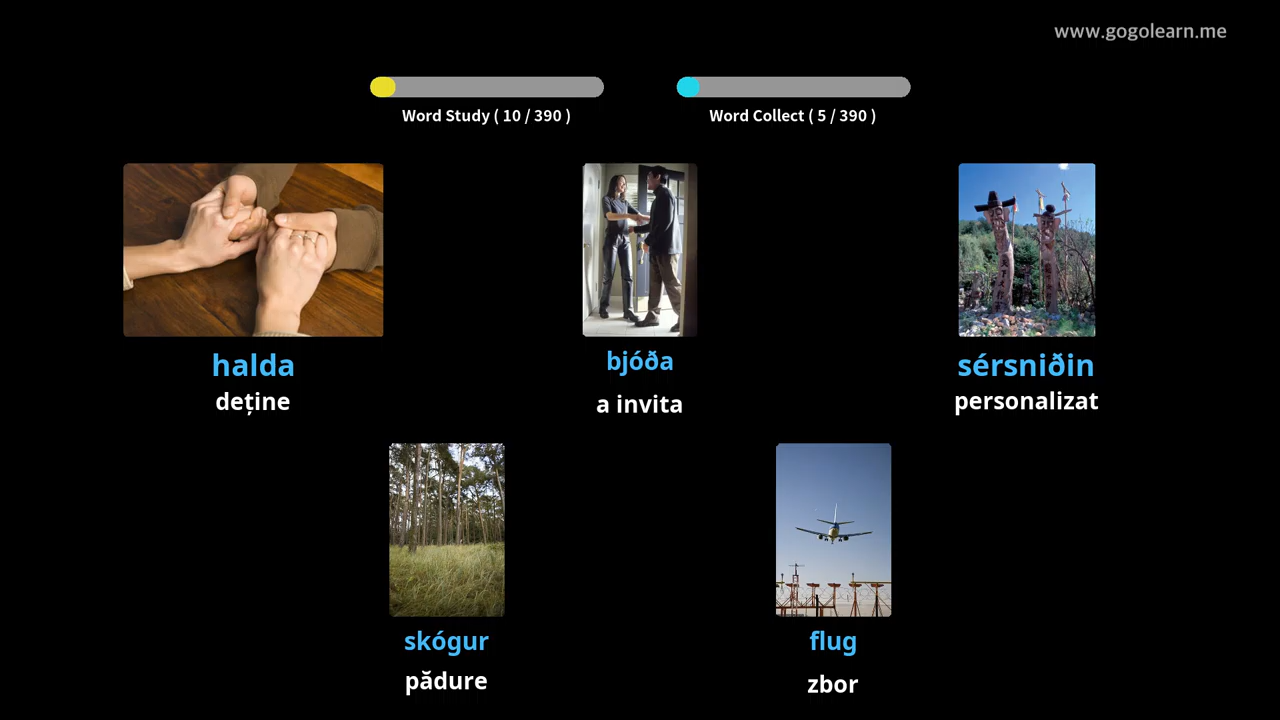 www.gogolearn.me
Word Study ( 10 / 390 )
Word Collect ( 5 / 390 )
halda
deține
bjóða
a invita
sérsniðin
personalizat
skógur
pădure
flug
zbor